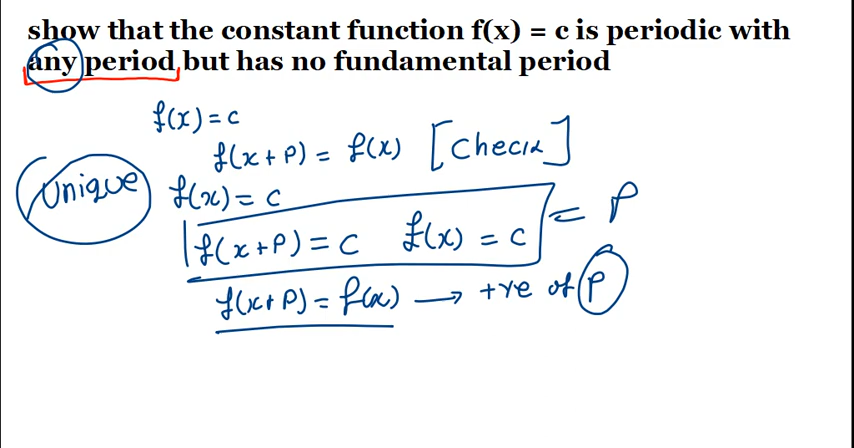 show that the constant function f(x) = c is periodic with
any period but has no fundamental period
f(x) = c
f(x + P) = f(x) [Check]
Unique
f(x) = c
f(x+P) = c f(x) = c = P
f(x+P) = f(x) → +ve of P